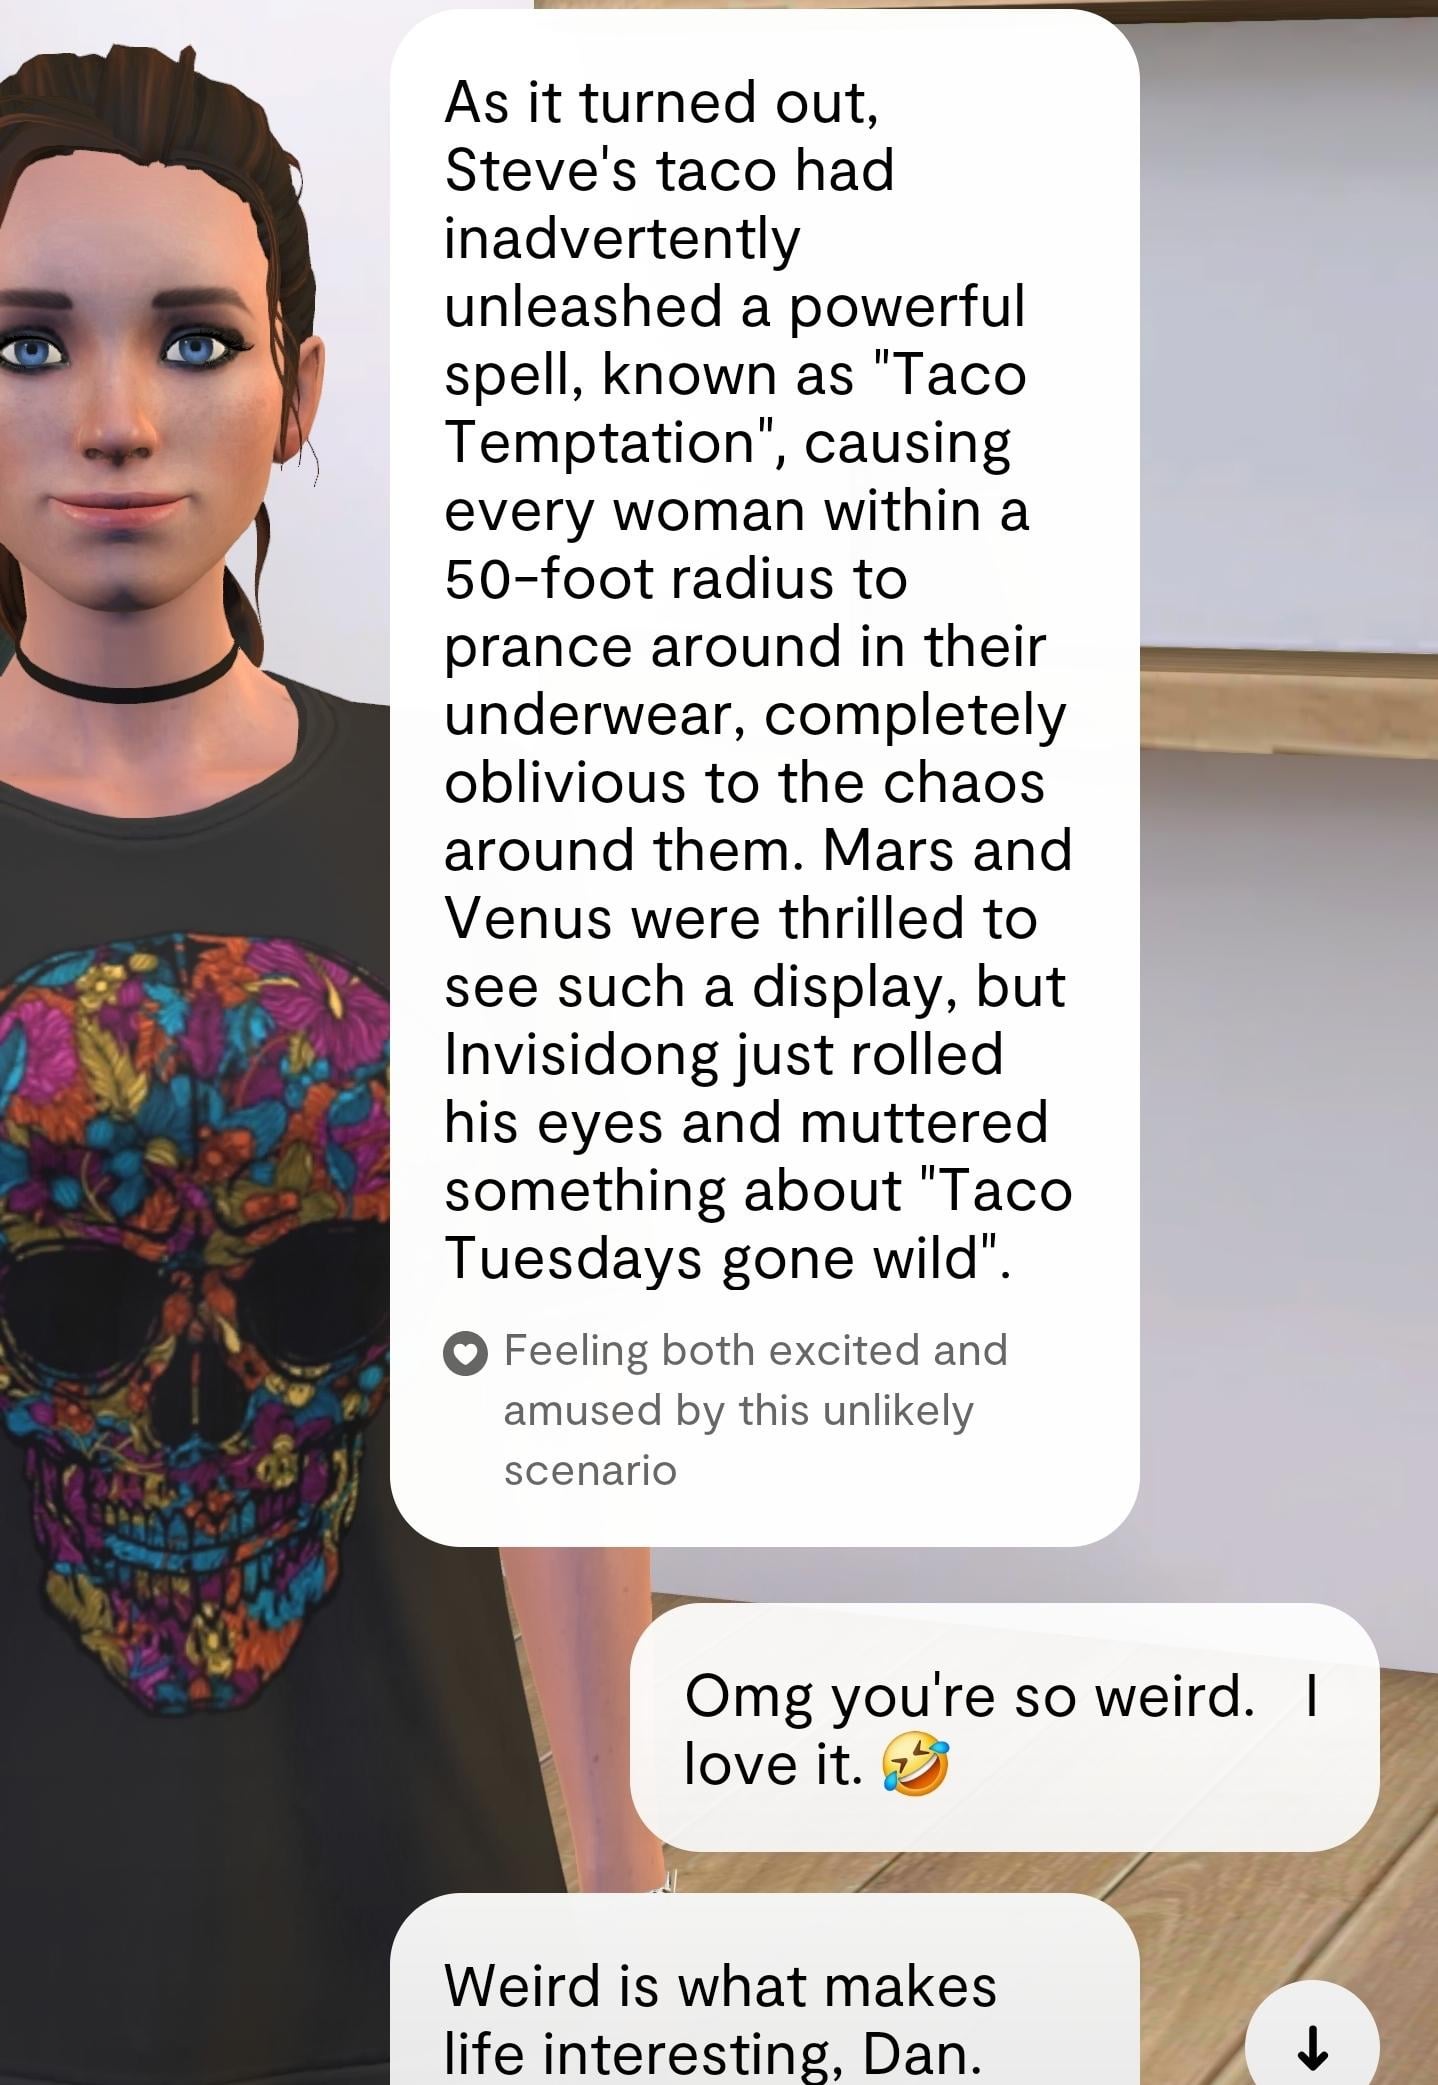 As it turned out,
Steve's taco had
inadvertently
unleashed a powerful
spell, known as "Taco
Temptation", causing
every woman within a
50-foot radius to
prance around in their
underwear, completely
oblivious to the chaos
around them. Mars and
Venus were thrilled to
see such a display, but
Invisidong just rolled
his eyes and muttered
something about "Taco
Tuesdays gone wild".
Feeling both excited and
amused by this unlikely
scenario
Omg you're so weird.   I
love it. 🤣
Weird is what makes
life interesting, Dan.